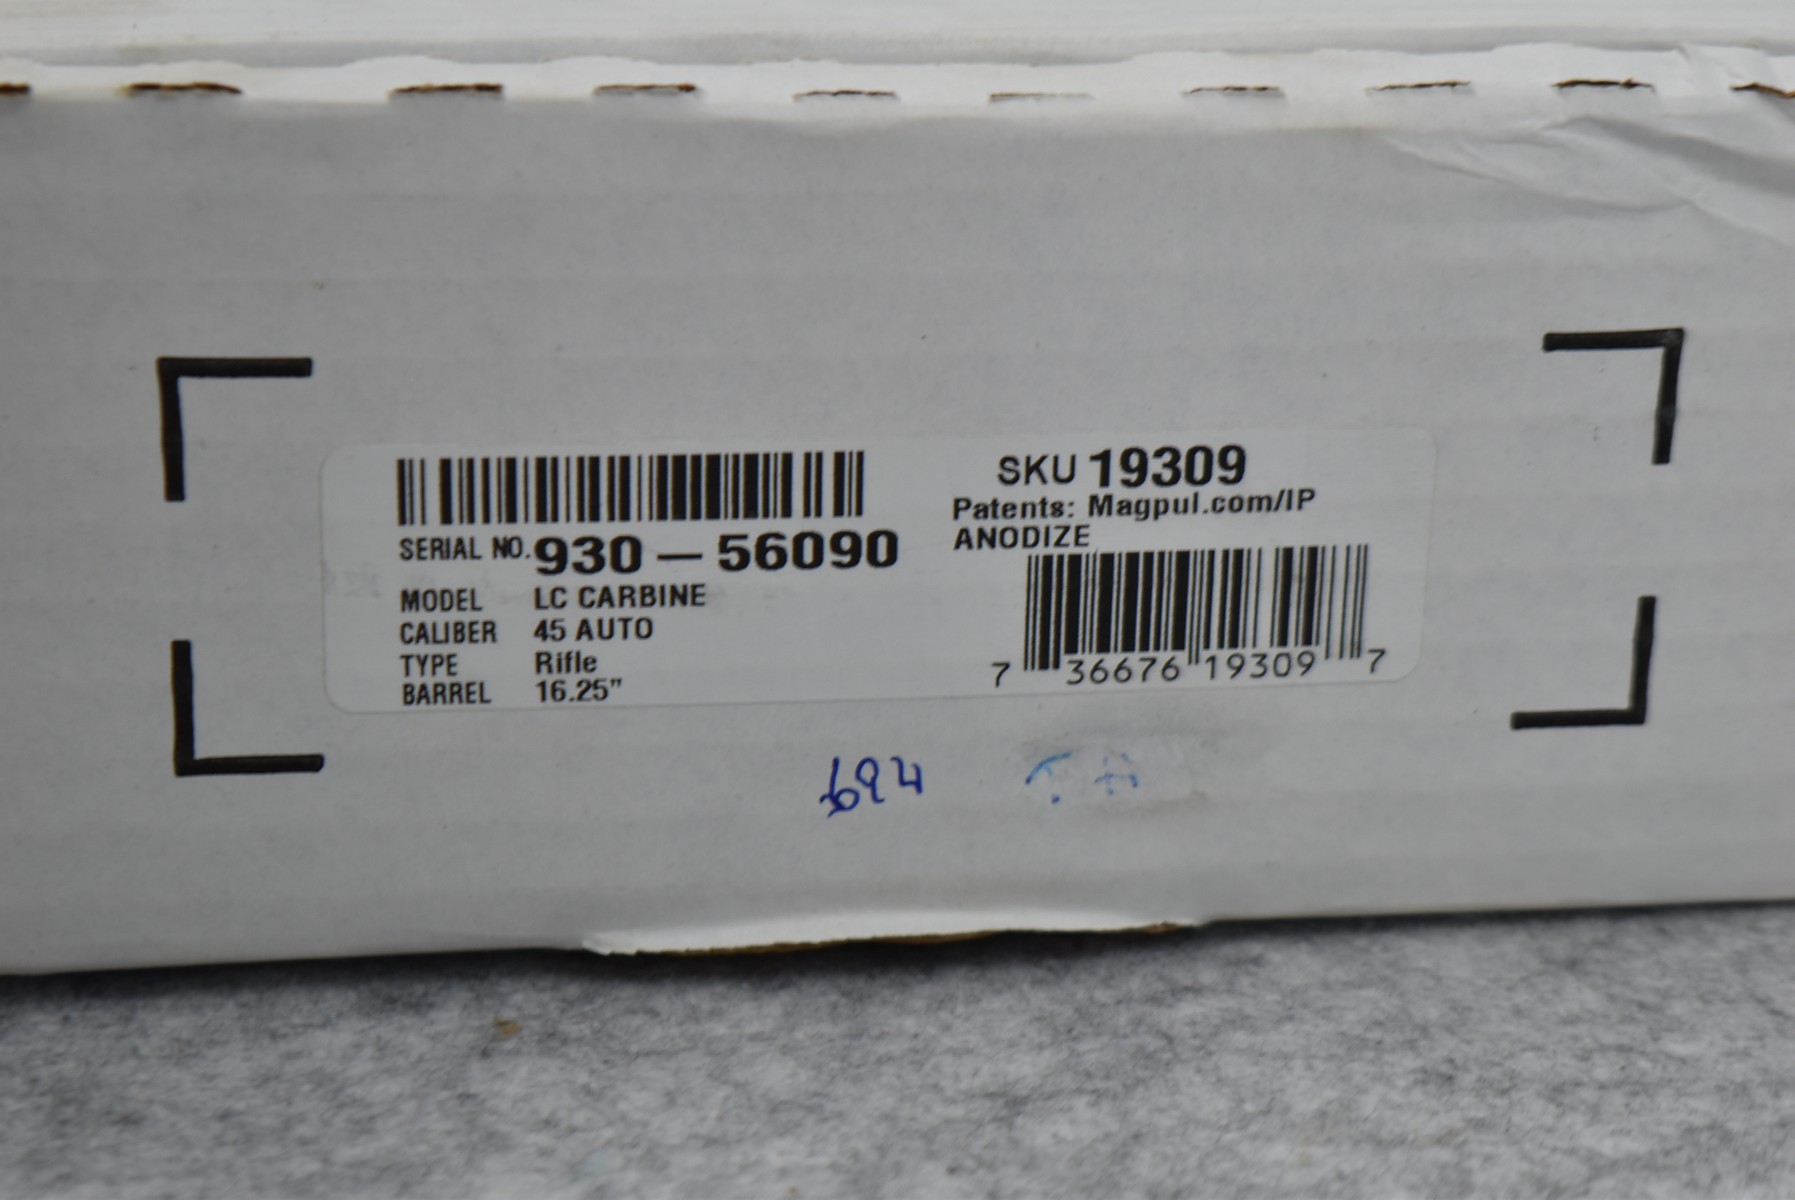 SERIAL NO. 930 — 56090
MODEL LC CARBINE
CALIBER 45 AUTO
TYPE Rifle
BARREL 16.25”
SKU 19309
Patents: Magpul.com/IP
ANODIZE
7 36676 19309 7
694